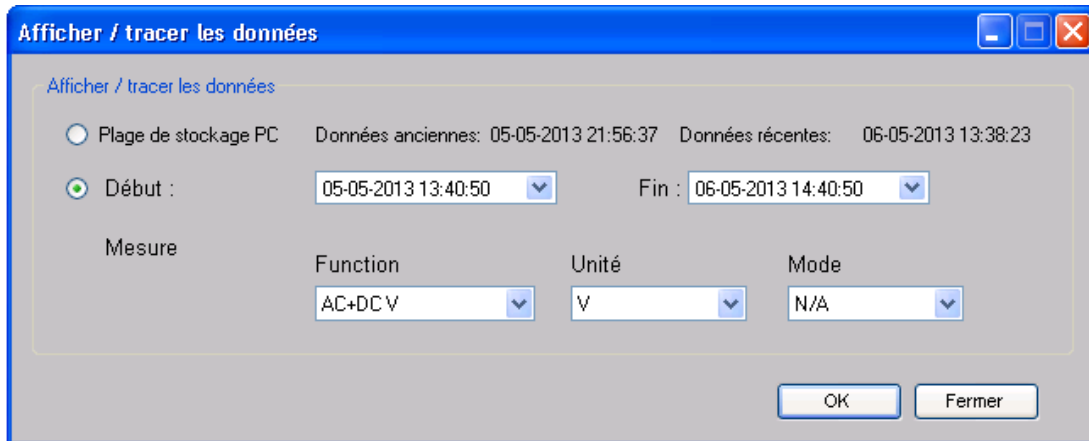 Afficher / tracer les données
Afficher / tracer les données
Plage de stockage PC Données anciennes: 05-05-2013 21:56:37 Données récentes: 06-05-2013 13:38:23
Début : 05-05-2013 13:40:50 Fin : 06-05-2013 14:40:50
Mesure
Function Unité Mode
AC+DC V V N/A
OK Fermer